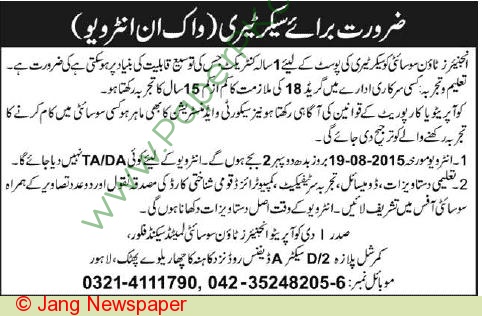 ضرورت برائے سیکرٹیری (واک ان انٹرویو)
انجینئرز ٹاؤن سوسائٹی کو سیکرٹیری کی پوسٹ کے لیئے 1 سالہ کنٹریکٹ جس کی توسیع قابلیت کی بنیاد پر ہو سکتی ہے کی ضرورت ہے۔
تعلیم و تجربہ: کسی سرکاری ادارے میں گریڈ 18 کی ملازمت کا کم از کم 15 سال کا تجربہ رکھتا ہو۔
کوآپریٹو یا کارپوریٹ کے قوانین کی آگاہی رکھتا ہو نیز سیکورٹی و ایڈمنسٹریشن کا بھی ماہر ہو کسی سوسائٹی میں کام کرنے کا
تجربہ رکھنے والے کو ترجیح دی جائے گی۔
1۔ انٹرویو مورخہ 19-08-2015 بروز بدھ دوپہر 2 بجے ہوں گے۔ انٹرویو کے لیئے کوئی TA/DA نہیں دیا جائے گا۔
2۔ تعلیمی دستاویزات، ڈومیسائل، تجربہ سرٹیفکیٹ، کمپیوٹرائزڈ قومی شناختی کارڈ کی مصدقہ نقول اور دو عدد تصاویر کے ہمراہ
سوسائٹی آفس میں تشریف لائیں۔ انٹرویو کے وقت اصل دستاویزات دکھانا ہوں گی۔
صدر ا دی کوآپریٹو انجینئرز ٹاؤن سوسائٹی لمیٹڈ سیکنڈ فلور،
کمرشل پلازہ D/2 سیکٹر A ڈیفنس روڈ نزد کاہنہ کاچھا ریلوے پھاٹک، لاہور
موبائل نمبر: 0321-4111790, 042-35248205-6
www.PaperPk.com
Jang Newspaper